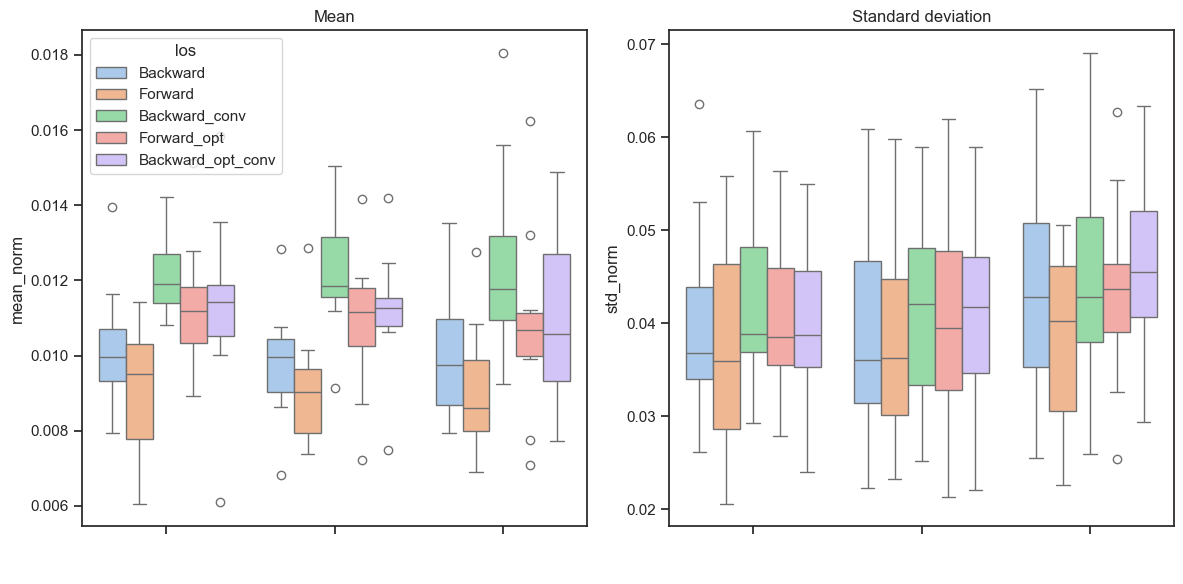 Mean
mean_norm
0.018
0.016
0.014
0.012
0.010
0.008
0.006
los
Backward
Forward
Backward_conv
Forward_opt
Backward_opt_conv
Standard deviation
std_norm
0.07
0.06
0.05
0.04
0.03
0.02